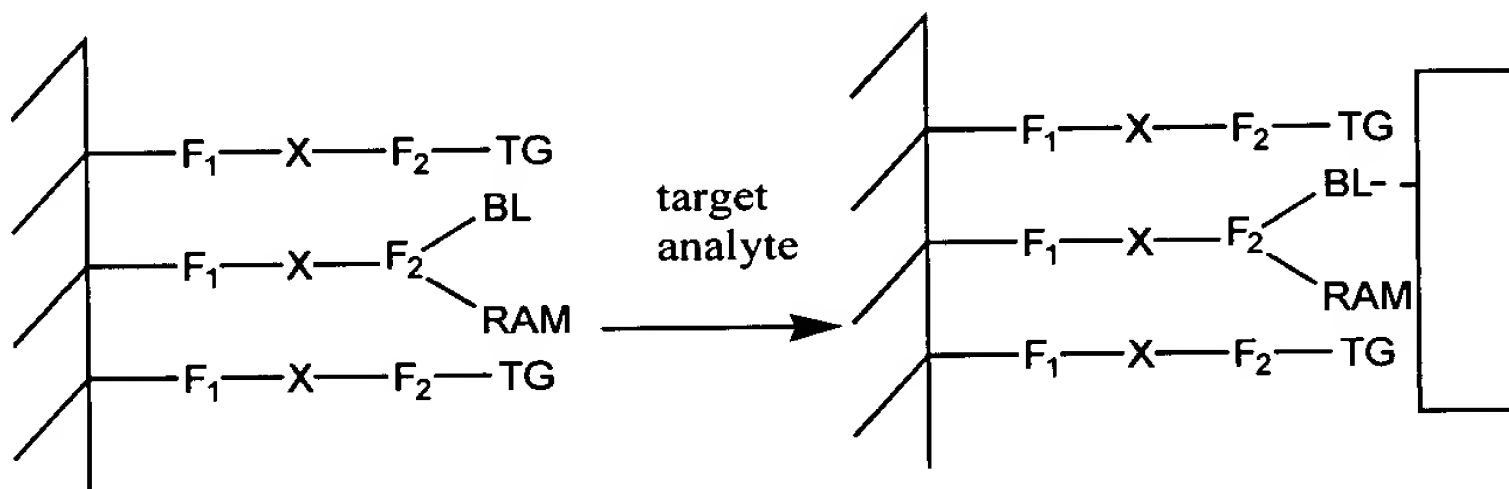 F₁—X—F₂—TG
BL
F₁—X—F₂
RAM
F₁—X—F₂—TG
target
analyte
F₁—X—F₂—TG
BL-
F₁—X—F₂
RAM
F₁—X—F₂—TG